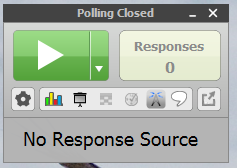 Polling Closed
Responses
0
No Response Source